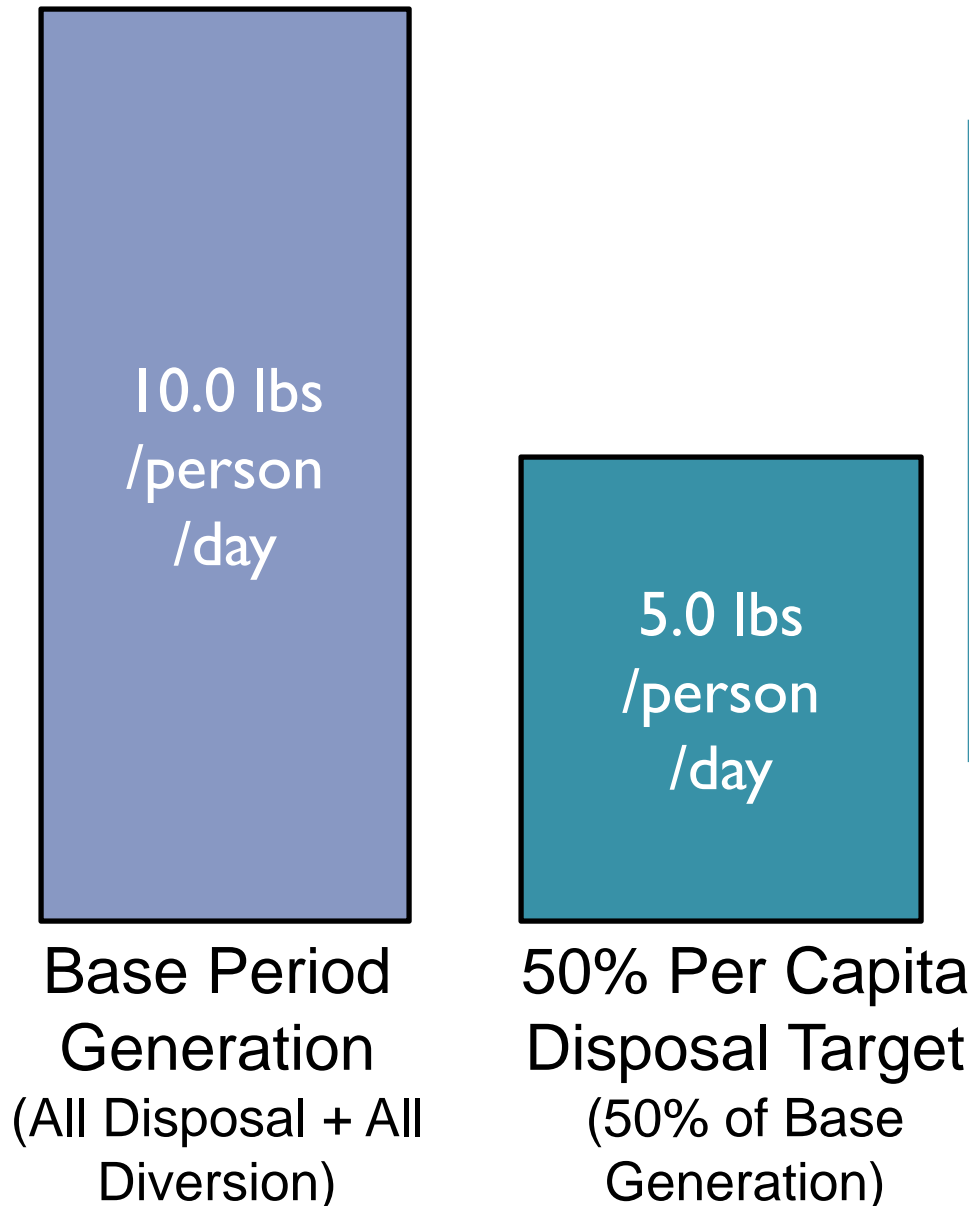 10.0 lbs
/person
/day
5.0 lbs
/person
/day
Base Period
Generation
(All Disposal + All
Diversion)
50% Per Capita
Disposal Target
(50% of Base
Generation)